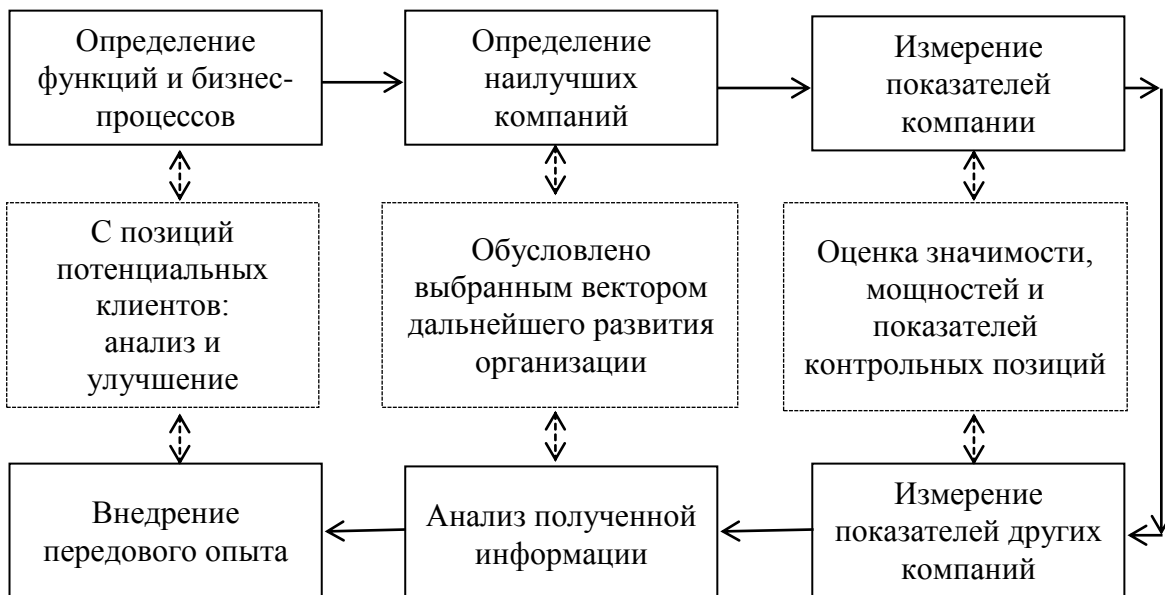 Определение
функций и бизнес-
процессов
Определение
наилучших
компаний
Измерение
показателей
компании
С позиций
потенциальных
клиентов:
анализ и
улучшение
Обусловлено
выбранным вектором
дальнейшего развития
организации
Оценка значимости,
мощностей и
показателей
контрольных позиций
Внедрение
передового опыта
Анализ полученной
информации
Измерение
показателей других
компаний